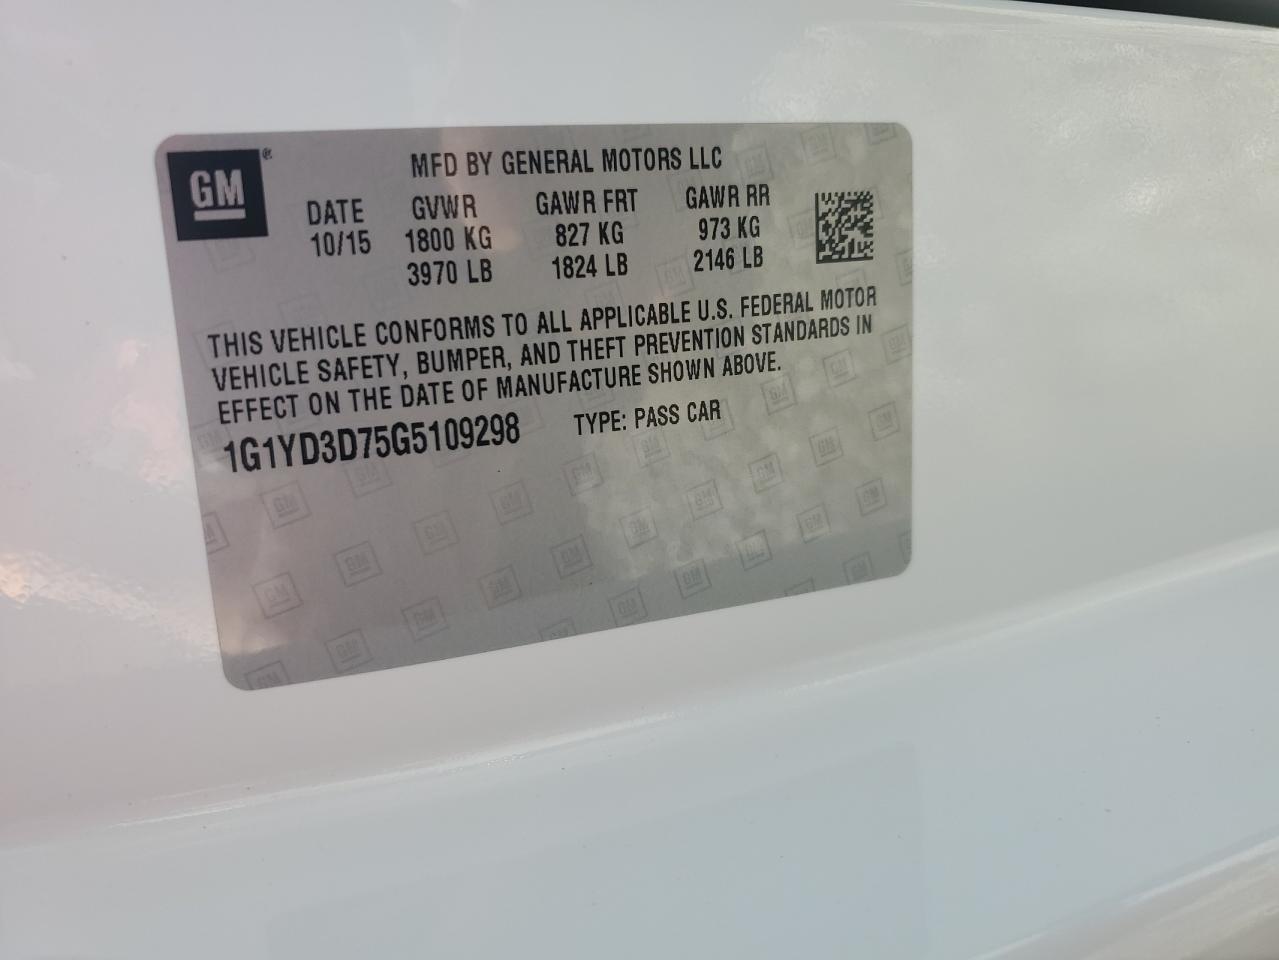 GM®
MFD BY GENERAL MOTORS LLC
DATE GVWR GAWR FRT GAWR RR
10/15 1800 KG 827 KG 973 KG
3970 LB 1824 LB 2146 LB
THIS VEHICLE CONFORMS TO ALL APPLICABLE U.S. FEDERAL MOTOR
VEHICLE SAFETY, BUMPER, AND THEFT PREVENTION STANDARDS IN
EFFECT ON THE DATE OF MANUFACTURE SHOWN ABOVE.
1G1YD3D75G5109298 TYPE: PASS CAR